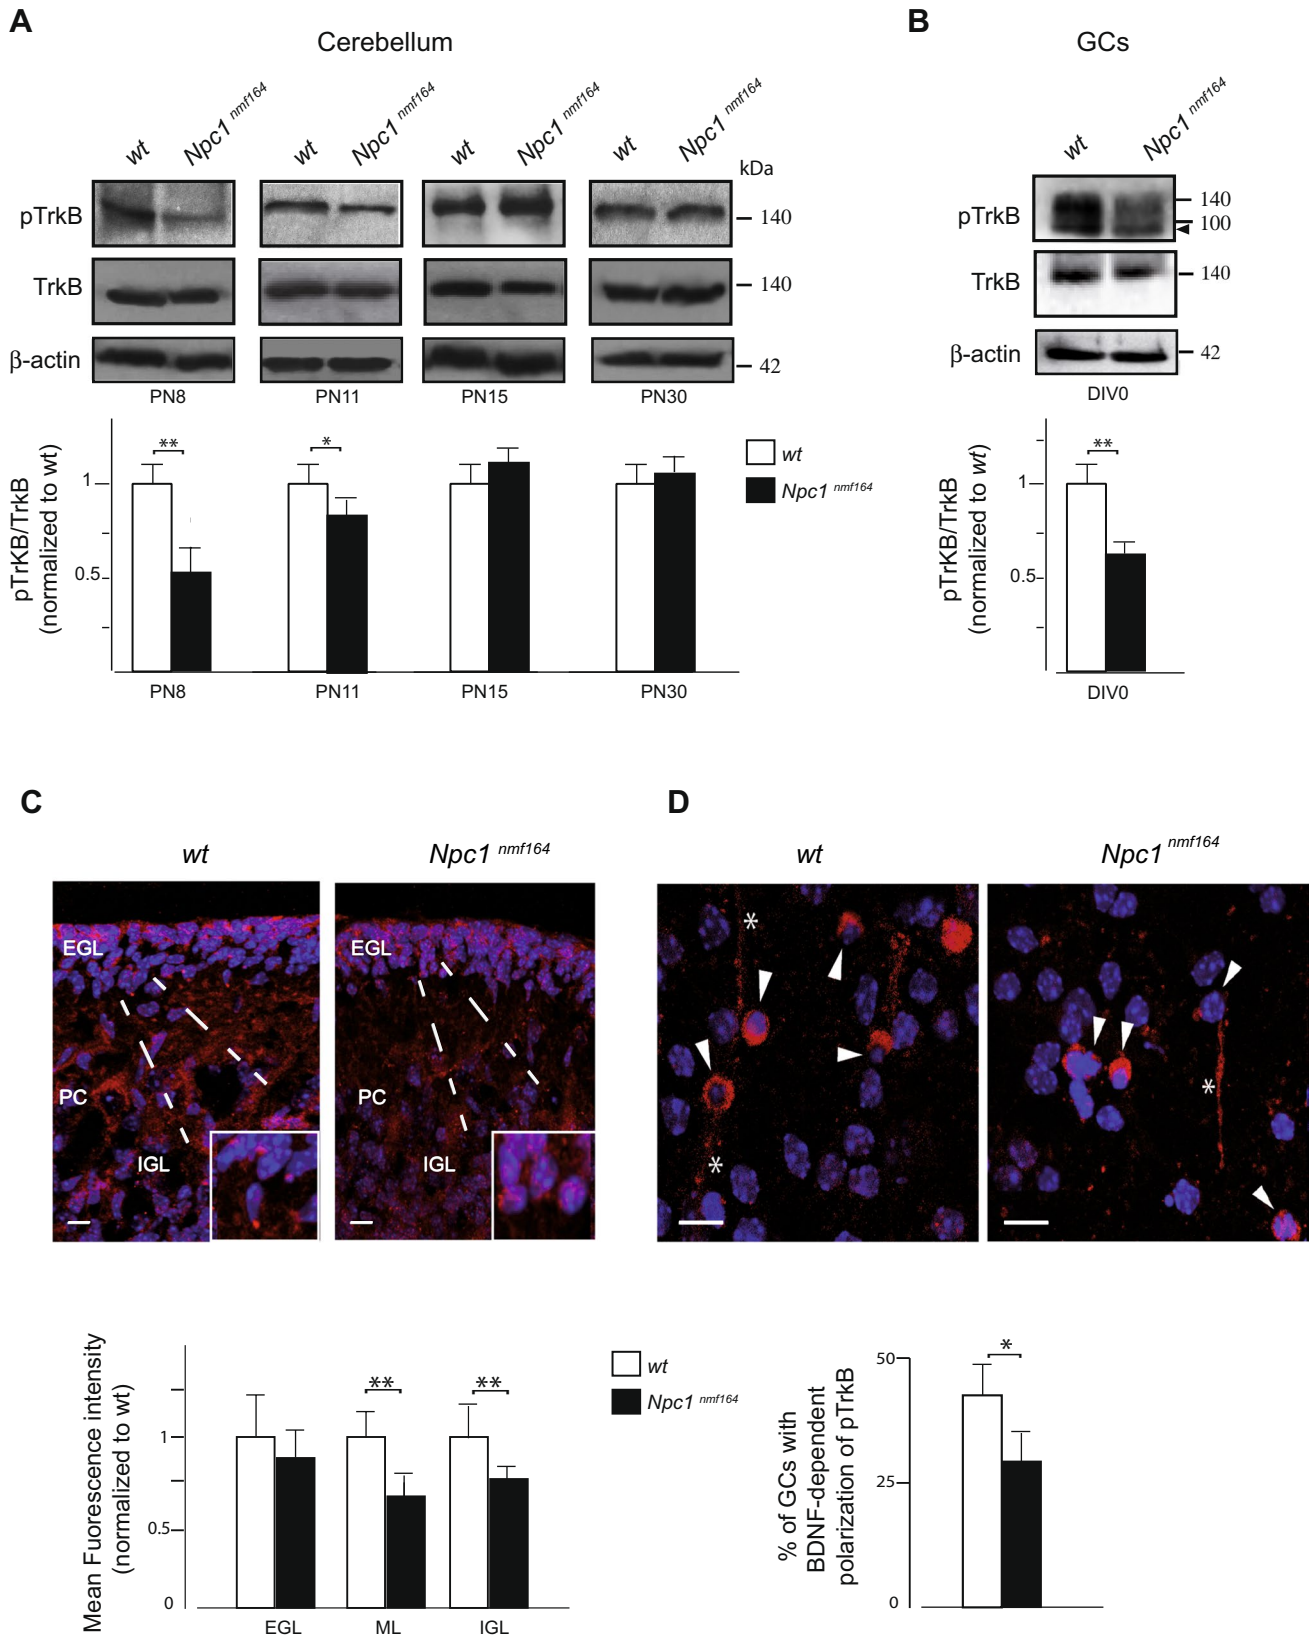 A
Cerebellum
wt Npc1 nmf164 wt Npc1 nmf164 wt Npc1 nmf164 wt Npc1 nmf164
kDa
pTrkB
140
TrkB
140
β-actin
42
PN8 PN11 PN15 PN30
** *
1
0.5
pTrKB/TrkB
(normalized to wt)
PN8 PN11 PN15 PN30
wt
Npc1 nmf164
B
GCs
wt Npc1 nmf164
pTrkB
140
100
TrkB
140
β-actin
42
DIV0
**
1
0.5
pTrKB/TrkB
(normalized to wt)
DIV0
C
wt Npc1 nmf164
EGL EGL
PC PC
IGL IGL
Mean Fuorescence intensity
(normalized to wt)
** **
1
0.5
0
EGL ML IGL
wt
Npc1 nmf164
D
wt Npc1 nmf164
* * *
% of GCs with
BDNF-dependent
polarization of pTrkB
*
50
25
0